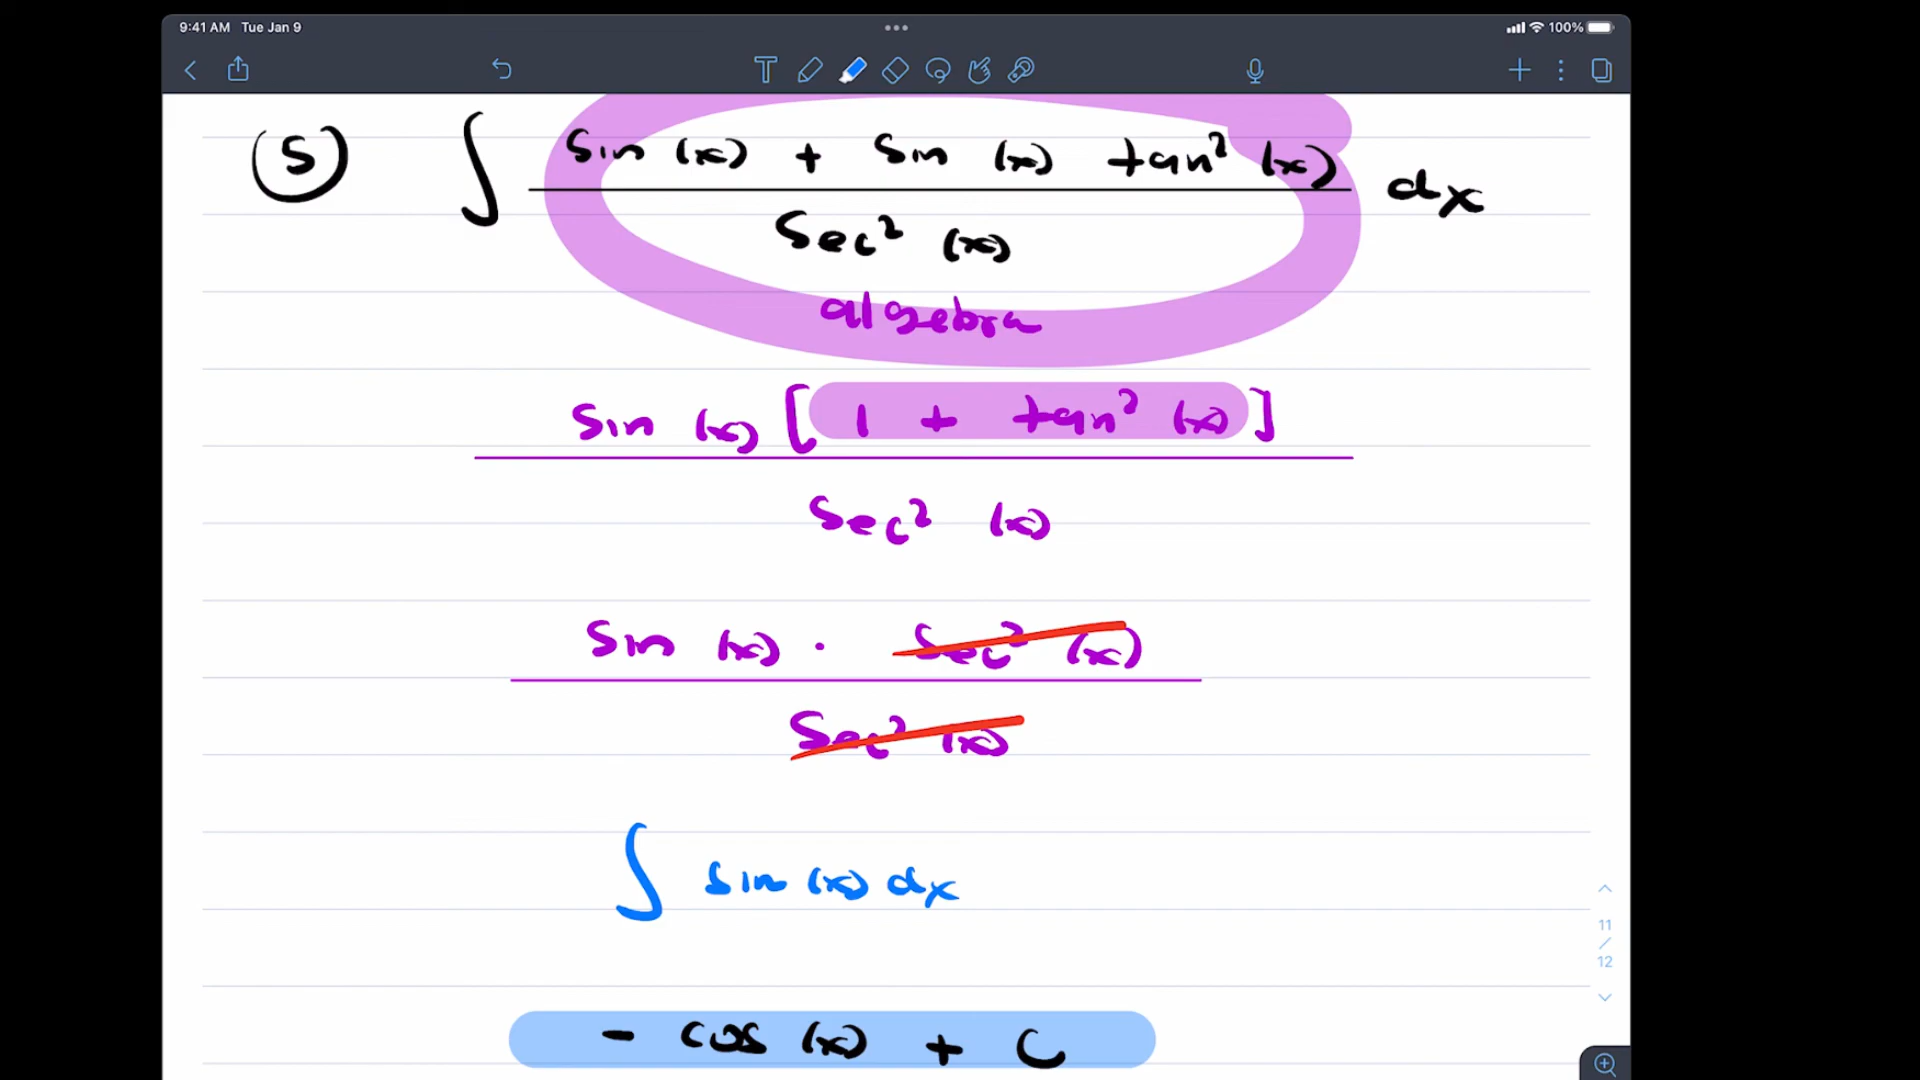 9:41 AM Tue Jan 9
100%
(5) ∫ (sin (x) + sin (x) tan² (x)) / (sec² (x)) dx
algebra
sin (x) [1 + tan² (x)]
sec² (x)
sin (x) · sec² (x)
sec² (x)
∫ sin (x) dx
- cos (x) + C
11
/
12